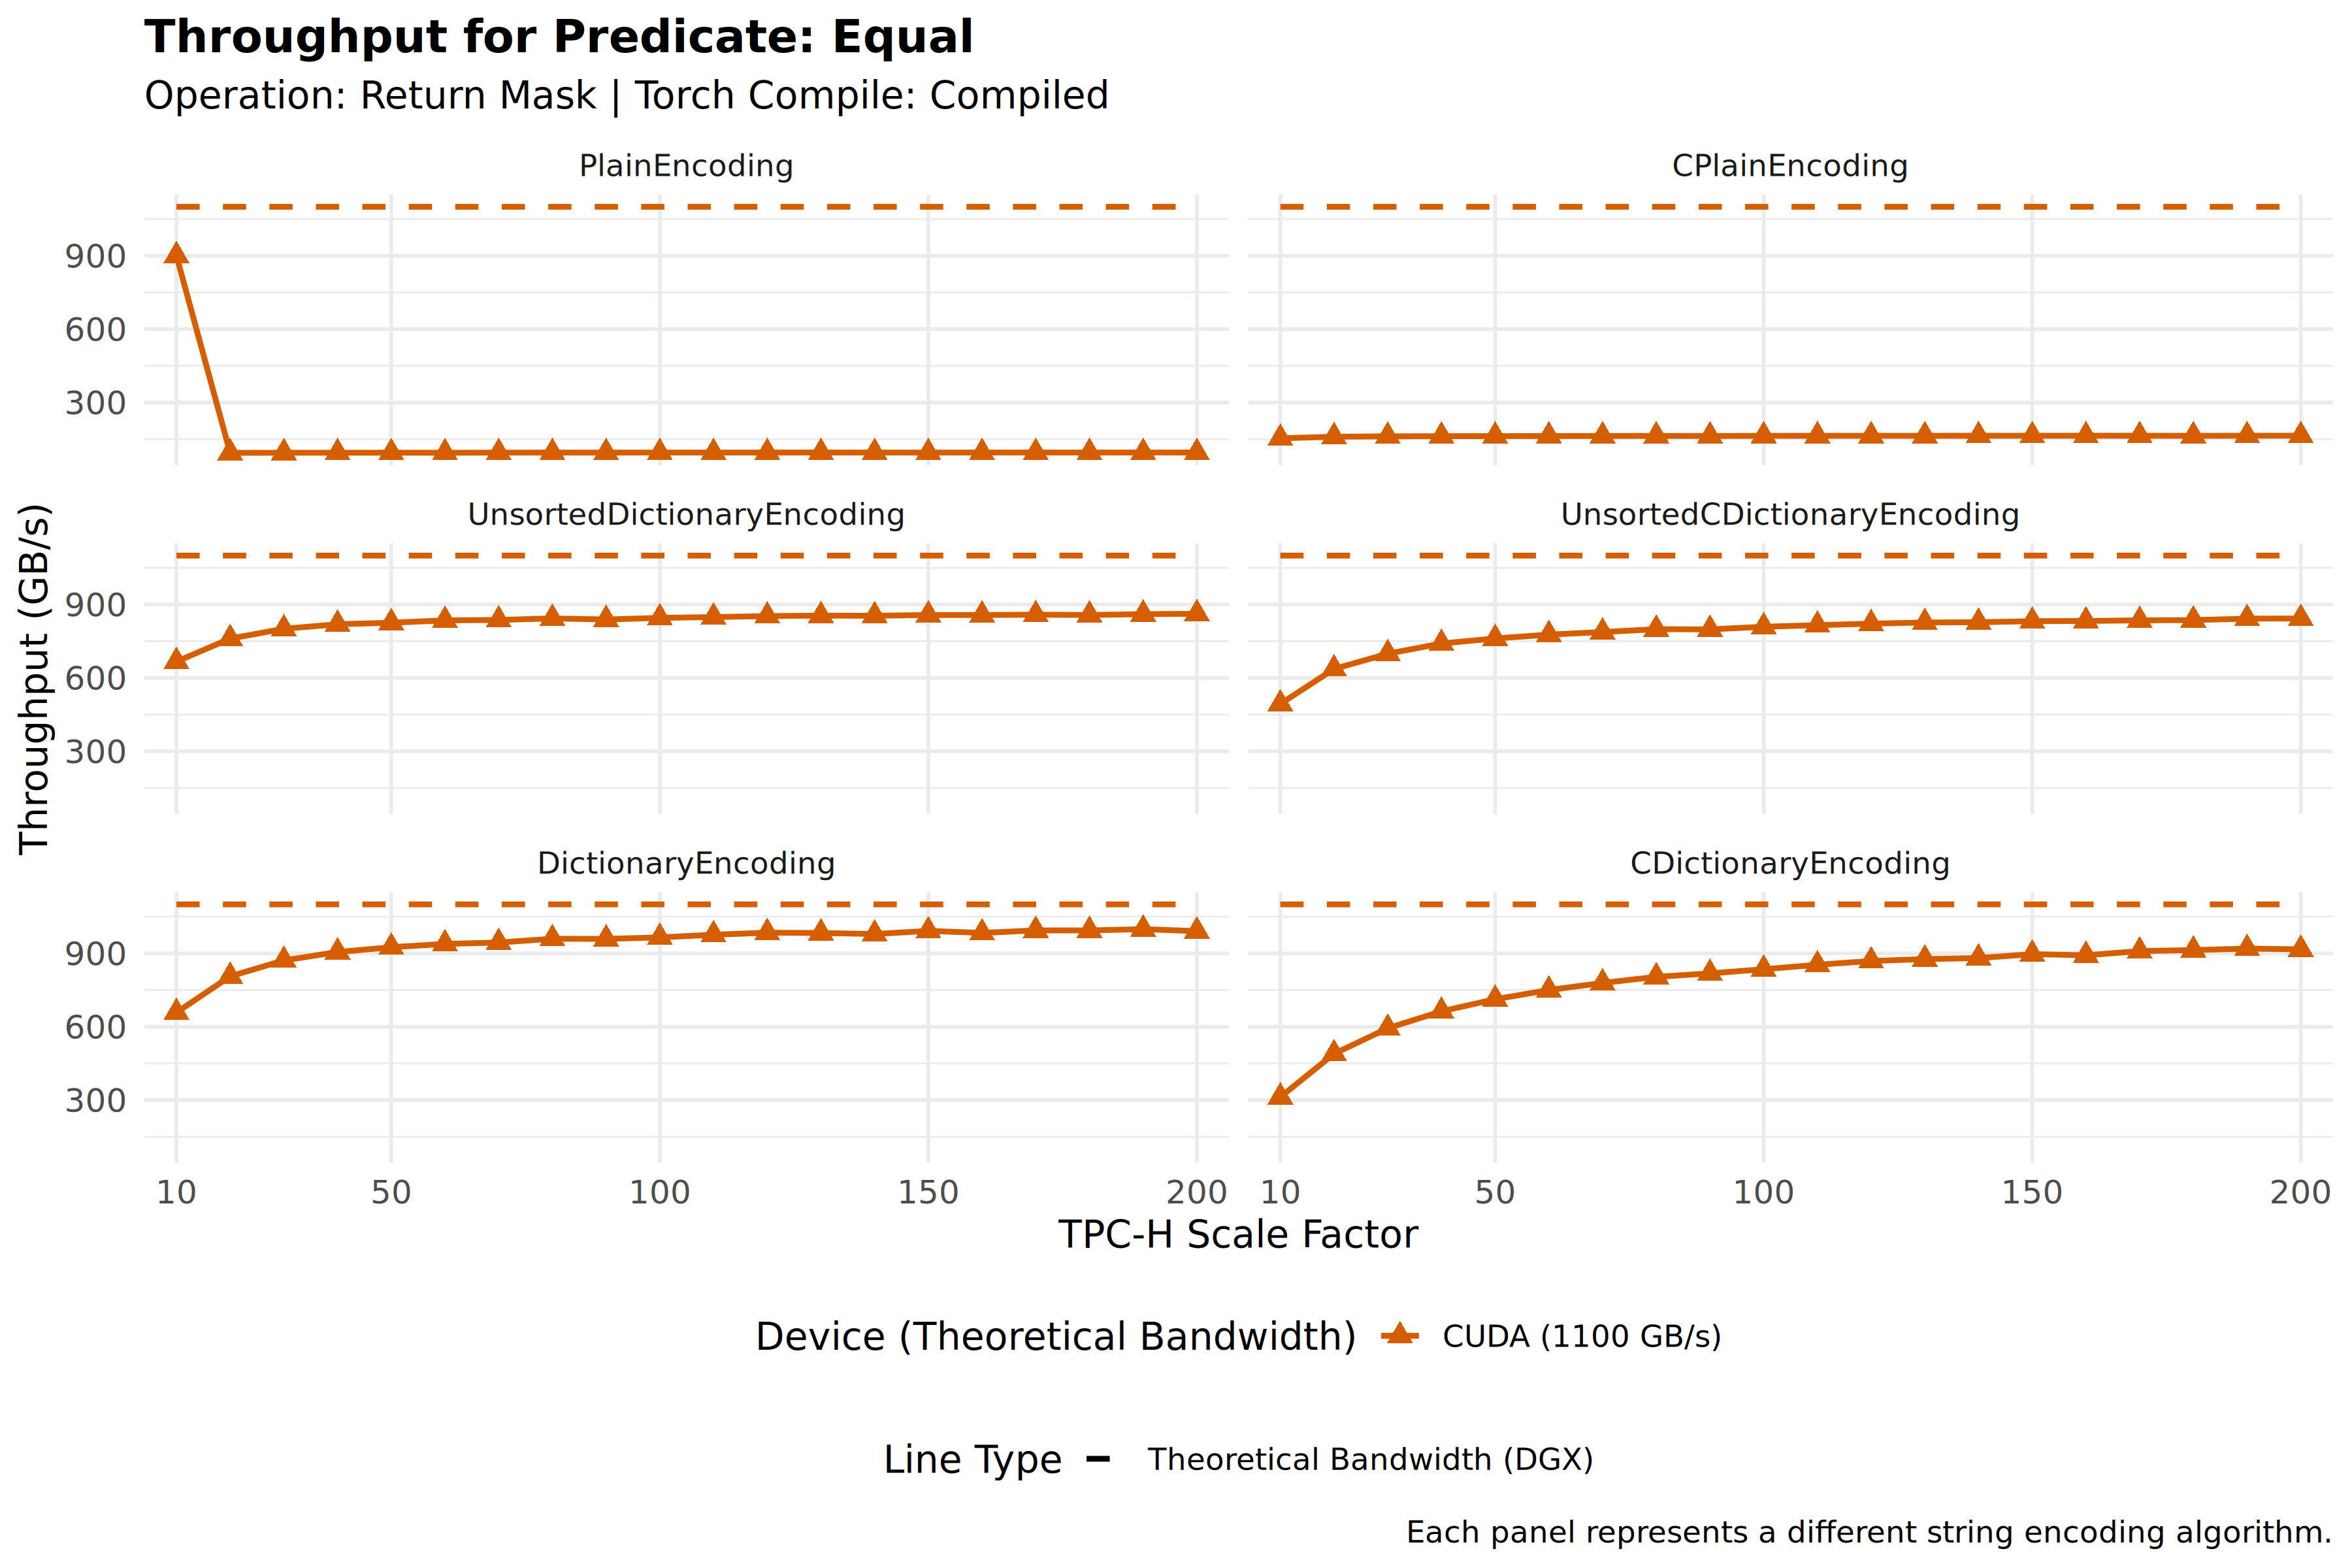 Throughput for Predicate: Equal
Operation: Return Mask | Torch Compile: Compiled
PlainEncoding
CPlainEncoding
900
600
300
UnsortedDictionaryEncoding
UnsortedCDictionaryEncoding
900
600
300
DictionaryEncoding
CDictionaryEncoding
900
600
300
Throughput (GB/s)
10 50 100 150 200
10 50 100 150 200
TPC-H Scale Factor
Device (Theoretical Bandwidth) CUDA (1100 GB/s)
Line Type Theoretical Bandwidth (DGX)
Each panel represents a different string encoding algorithm.